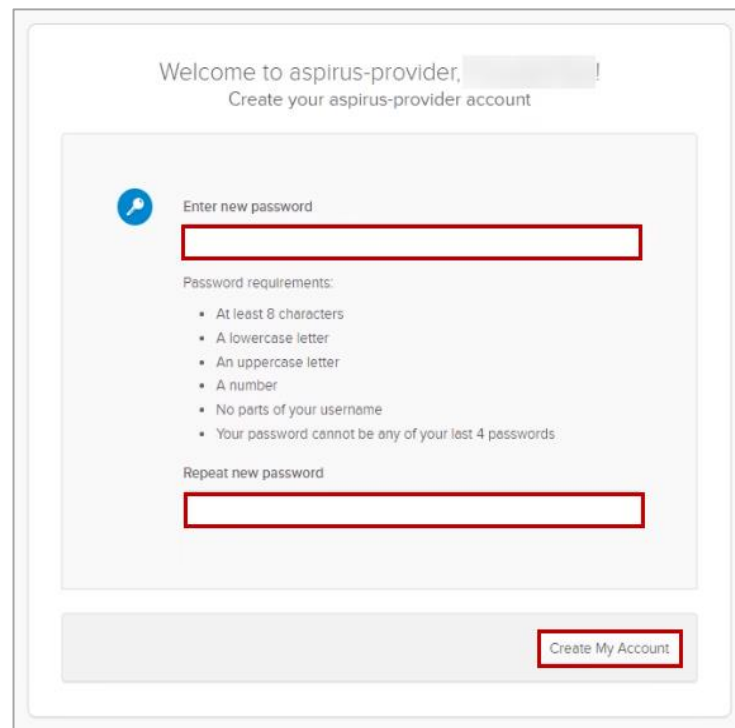 Welcome to aspirus-provider, !
Create your aspirus-provider account
Enter new password
Password requirements:
• At least 8 characters
• A lowercase letter
• An uppercase letter
• A number
• No parts of your username
• Your password cannot be any of your last 4 passwords
Repeat new password
Create My Account